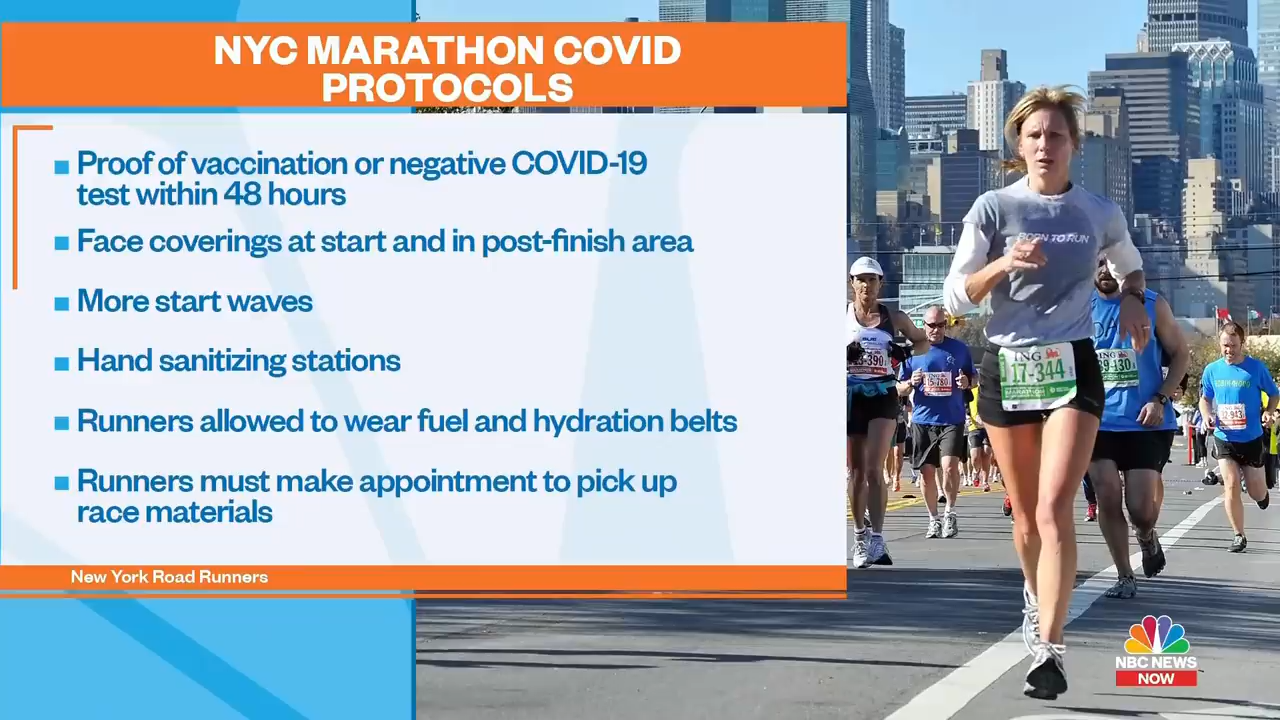 NYC MARATHON COVID
PROTOCOLS
Proof of vaccination or negative COVID-19
test within 48 hours
Face coverings at start and in post-finish area
More start waves
Hand sanitizing stations
Runners allowed to wear fuel and hydration belts
Runners must make appointment to pick up
race materials
New York Road Runners
BORN TO RUN
ING
17-344
ING
NBC NEWS
NOW